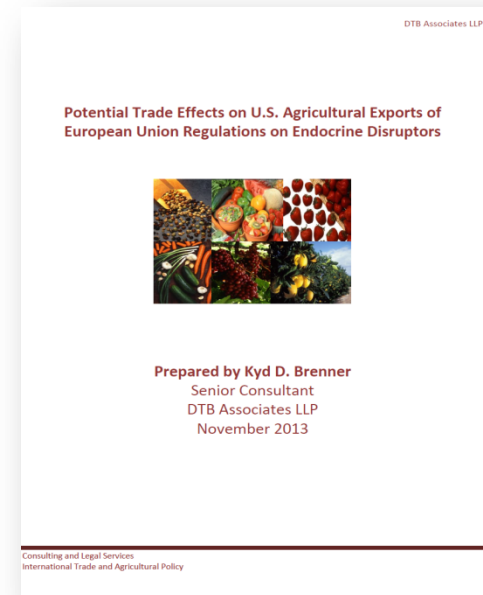 DTB Associates LLP
Potential Trade Effects on U.S. Agricultural Exports of
European Union Regulations on Endocrine Disruptors
Prepared by Kyd D. Brenner
Senior Consultant
DTB Associates LLP
November 2013
Consulting and Legal Services
International Trade and Agricultural Policy